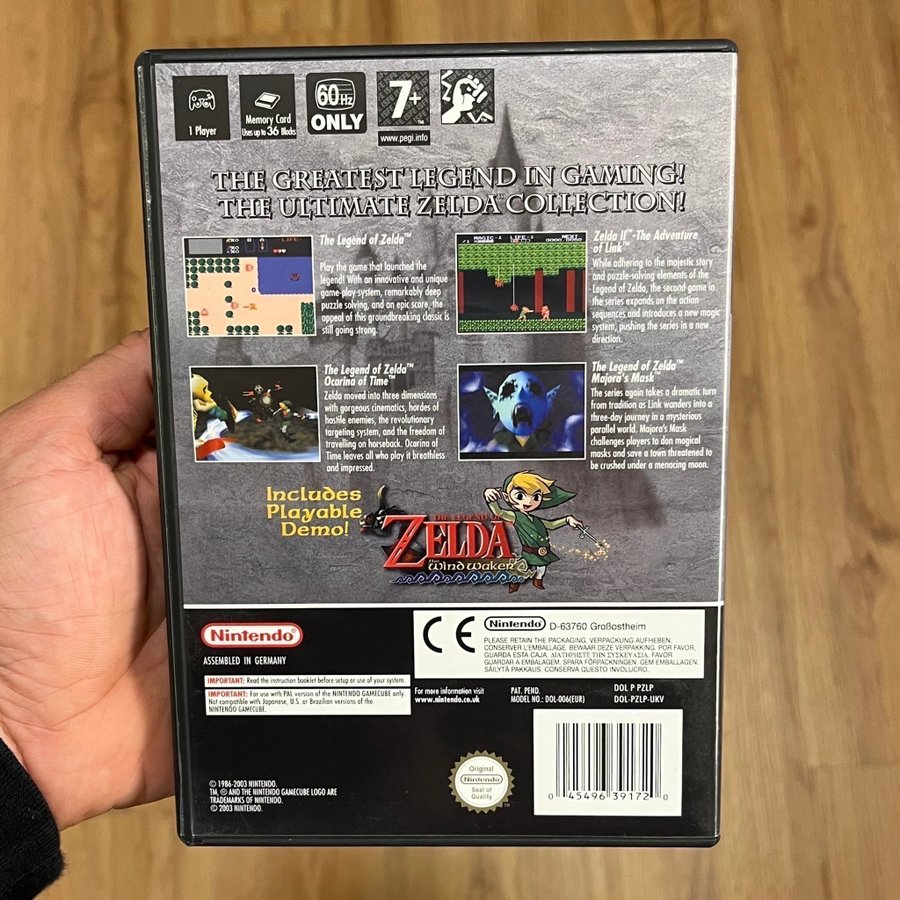 1 Player
Memory Card
Uses up to 36 Blocks
60Hz
ONLY
7+
www.pegi.info
THE GREATEST LEGEND IN GAMING!
THE ULTIMATE ZELDA COLLECTION!
The Legend of Zelda™
Play the game that launched the
legend! With an innovative and unique
game-play system, remarkably deep
puzzle solving, and an epic score, the
appeal of this groundbreaking classic is
still going strong.
MAGIC-1 LIFE-1 NEXT
Zelda II™-The Adventure
of Link™
While adhering to the majestic story
and puzzle-solving elements of the
Legend of Zelda, the second game in
the series expands on the action
sequences and introduces a new magic
system, pushing the series in a new
direction.
The Legend of Zelda™
Ocarina of Time™
Zelda moved into three dimensions
with gorgeous cinematics, hordes of
hostile enemies, the revolutionary
targeting system, and the freedom of
travelling on horseback. Ocarina of
Time leaves all who play it breathless
and impressed.
The Legend of Zelda™
Majora's Mask™
The series again takes a dramatic turn
from tradition as Link wanders into a
three-day journey in a mysterious
parallel world. Majora's Mask
challenges players to don magical
masks and save a town threatened to
be crushed under a menacing moon.
Includes
Playable
Demo!
THE LEGEND OF
ZELDA
The Wind Waker
Nintendo®
ASSEMBLED IN GERMANY
IMPORTANT: Read the instruction booklet before setup or use of your system.
IMPORTANT: For use with PAL version of the NINTENDO GAMECUBE only.
Not compatible with Japanese, U.S. or Brazilian versions of the
NINTENDO GAMECUBE.
CE
Nintendo D-63760 Großostheim
PLEASE RETAIN THE PACKAGING. VERPACKUNG AUFHEBEN.
CONSERVER L'EMBALLAGE. BEWAAR DEZE VERPAKKING. POR FAVOR,
GUARDA ESTA CAJA. ΔΙΑΤΗΡΗΣΤΕ ΤΗΝ ΣΥΣΚΕΥΑΣΙΑ. FAVOR
GUARDAR A EMBALAGEM. SPARA FÖRPACKNINGEN. GEM EMBALLAGEN.
SÄILYTÄ PAKKAUS. CONSERVA QUESTO INVOLUCRO.
For more information visit
www.nintendo.co.uk
PAT. PEND.
MODEL NO.: DOL-006(EUR)
DOL P PZLP
DOL-PZLP-UKV
Original
Nintendo
Seal of
Quality
0 45496 39172 0
© 1986-2003 NINTENDO.
TM, ® AND THE NINTENDO GAMECUBE LOGO ARE
TRADEMARKS OF NINTENDO.
© 2003 NINTENDO.